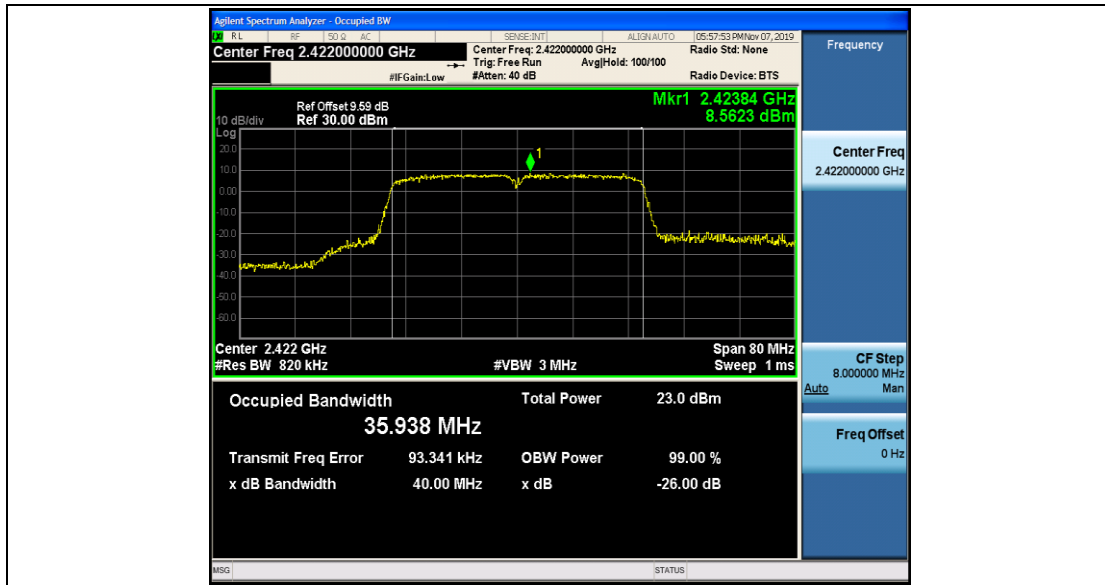 Agilent Spectrum Analyzer - Occupied BW
RL RF 50 Ω AC SENSE:INT ALIGN AUTO 05:57:53 PM Nov 07, 2019
Center Freq 2.422000000 GHz
Center Freq: 2.422000000 GHz Radio Std: None
Trig: Free Run Avg|Hold: 100/100
#IFGain:Low #Atten: 40 dB Radio Device: BTS
Ref Offset 9.59 dB
10 dB/div Ref 30.00 dBm
Mkr1 2.42384 GHz
8.5623 dBm
Log
20.0
10.0
0.00
-10.0
-20.0
-30.0
-40.0
-50.0
-60.0
1
Center 2.422 GHz Span 80 MHz
#Res BW 820 kHz #VBW 3 MHz Sweep 1 ms
Occupied Bandwidth Total Power 23.0 dBm
35.938 MHz
Transmit Freq Error 93.341 kHz OBW Power 99.00 %
x dB Bandwidth 40.00 MHz x dB -26.00 dB
MSG STATUS
Frequency
Center Freq
2.422000000 GHz
CF Step
8.000000 MHz
Auto Man
Freq Offset
0 Hz